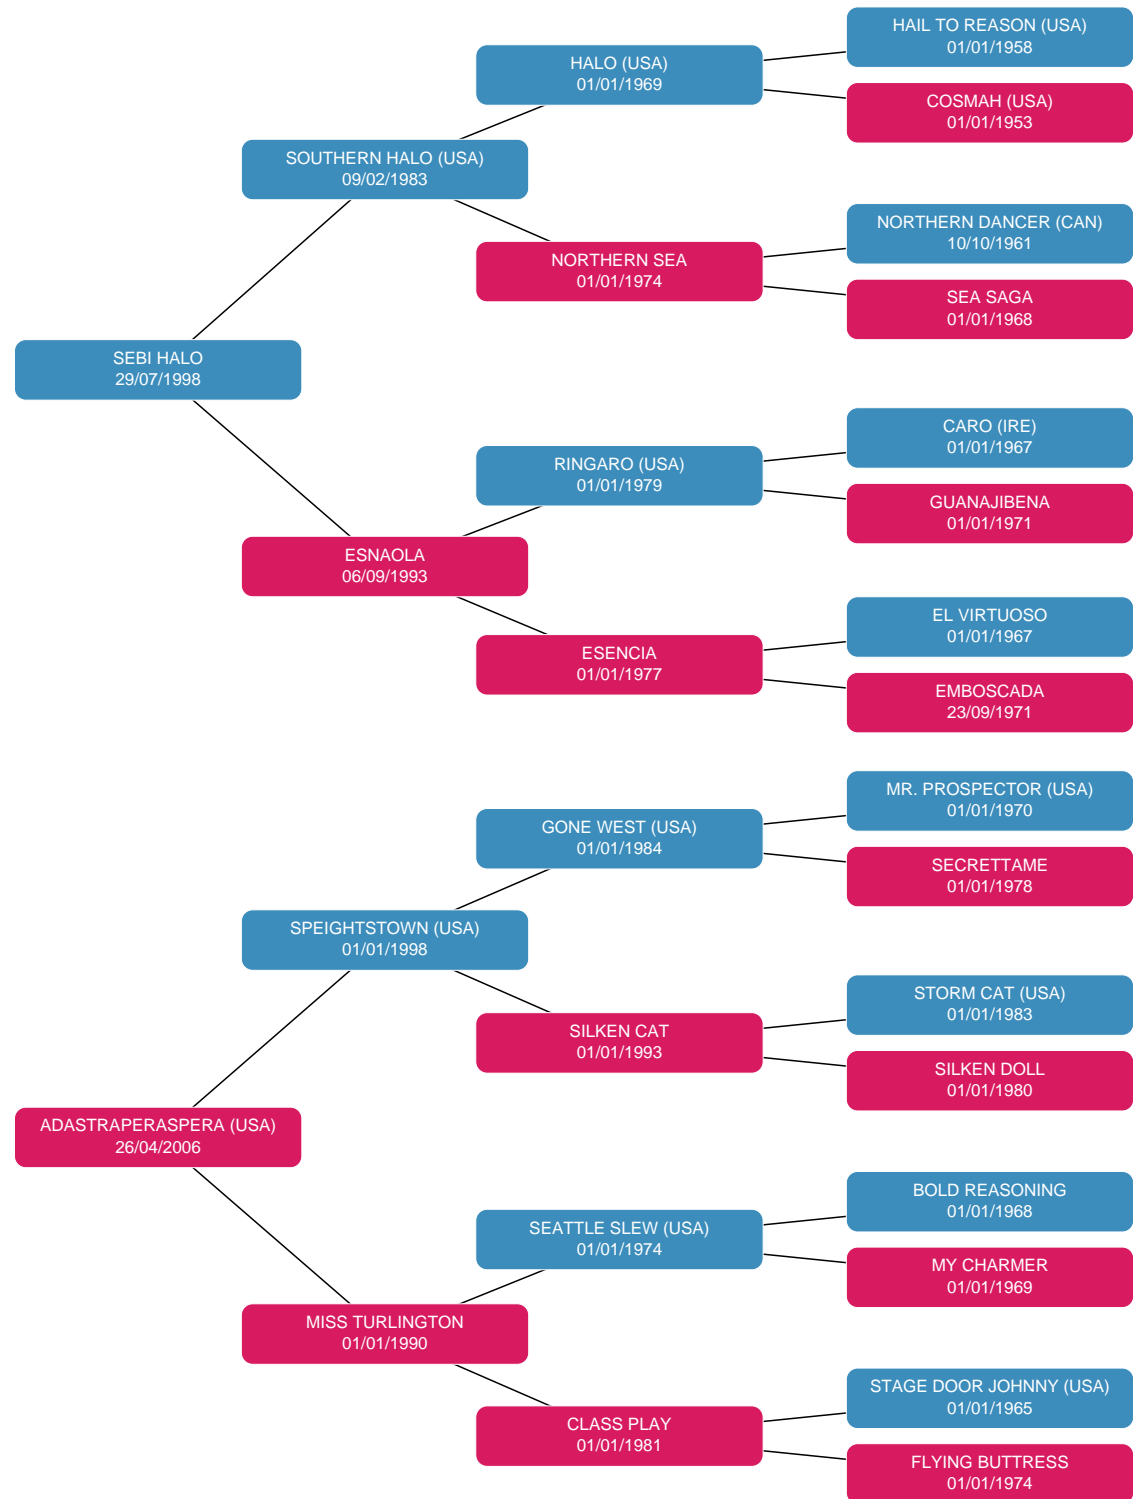 HAIL TO REASON (USA)
01/01/1958
HALO (USA)
01/01/1969
COSMAH (USA)
01/01/1953
SOUTHERN HALO (USA)
09/02/1983
NORTHERN DANCER (CAN)
10/10/1961
NORTHERN SEA
01/01/1974
SEA SAGA
01/01/1968
SEBI HALO
29/07/1998
CARO (IRE)
01/01/1967
RINGARO (USA)
01/01/1979
GUANAJIBENA
01/01/1971
ESNAOLA
06/09/1993
EL VIRTUOSO
01/01/1967
ESENCIA
01/01/1977
EMBOSCADA
23/09/1971
MR. PROSPECTOR (USA)
01/01/1970
GONE WEST (USA)
01/01/1984
SECRETTAME
01/01/1978
SPEIGHTSTOWN (USA)
01/01/1998
STORM CAT (USA)
01/01/1983
SILKEN CAT
01/01/1993
SILKEN DOLL
01/01/1980
ADASTRAPERASPERA (USA)
26/04/2006
BOLD REASONING
01/01/1968
SEATTLE SLEW (USA)
01/01/1974
MY CHARMER
01/01/1969
MISS TURLINGTON
01/01/1990
STAGE DOOR JOHNNY (USA)
01/01/1965
CLASS PLAY
01/01/1981
FLYING BUTTRESS
01/01/1974